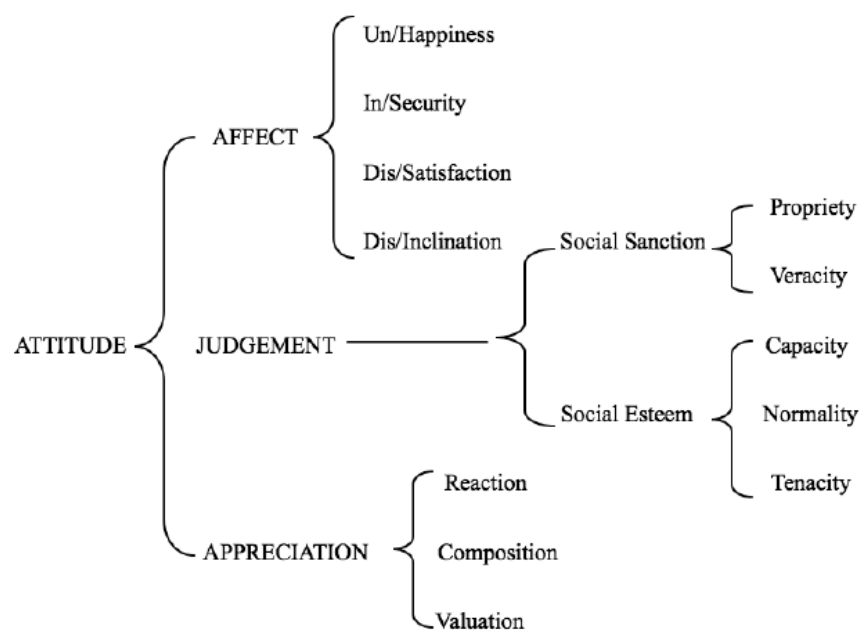 Un/Happiness
In/Security
AFFECT
Dis/Satisfaction
Dis/Inclination
Social Sanction
Propriety
Veracity
ATTITUDE
JUDGEMENT
Capacity
Social Esteem
Normality
Tenacity
Reaction
APPRECIATION
Composition
Valuation